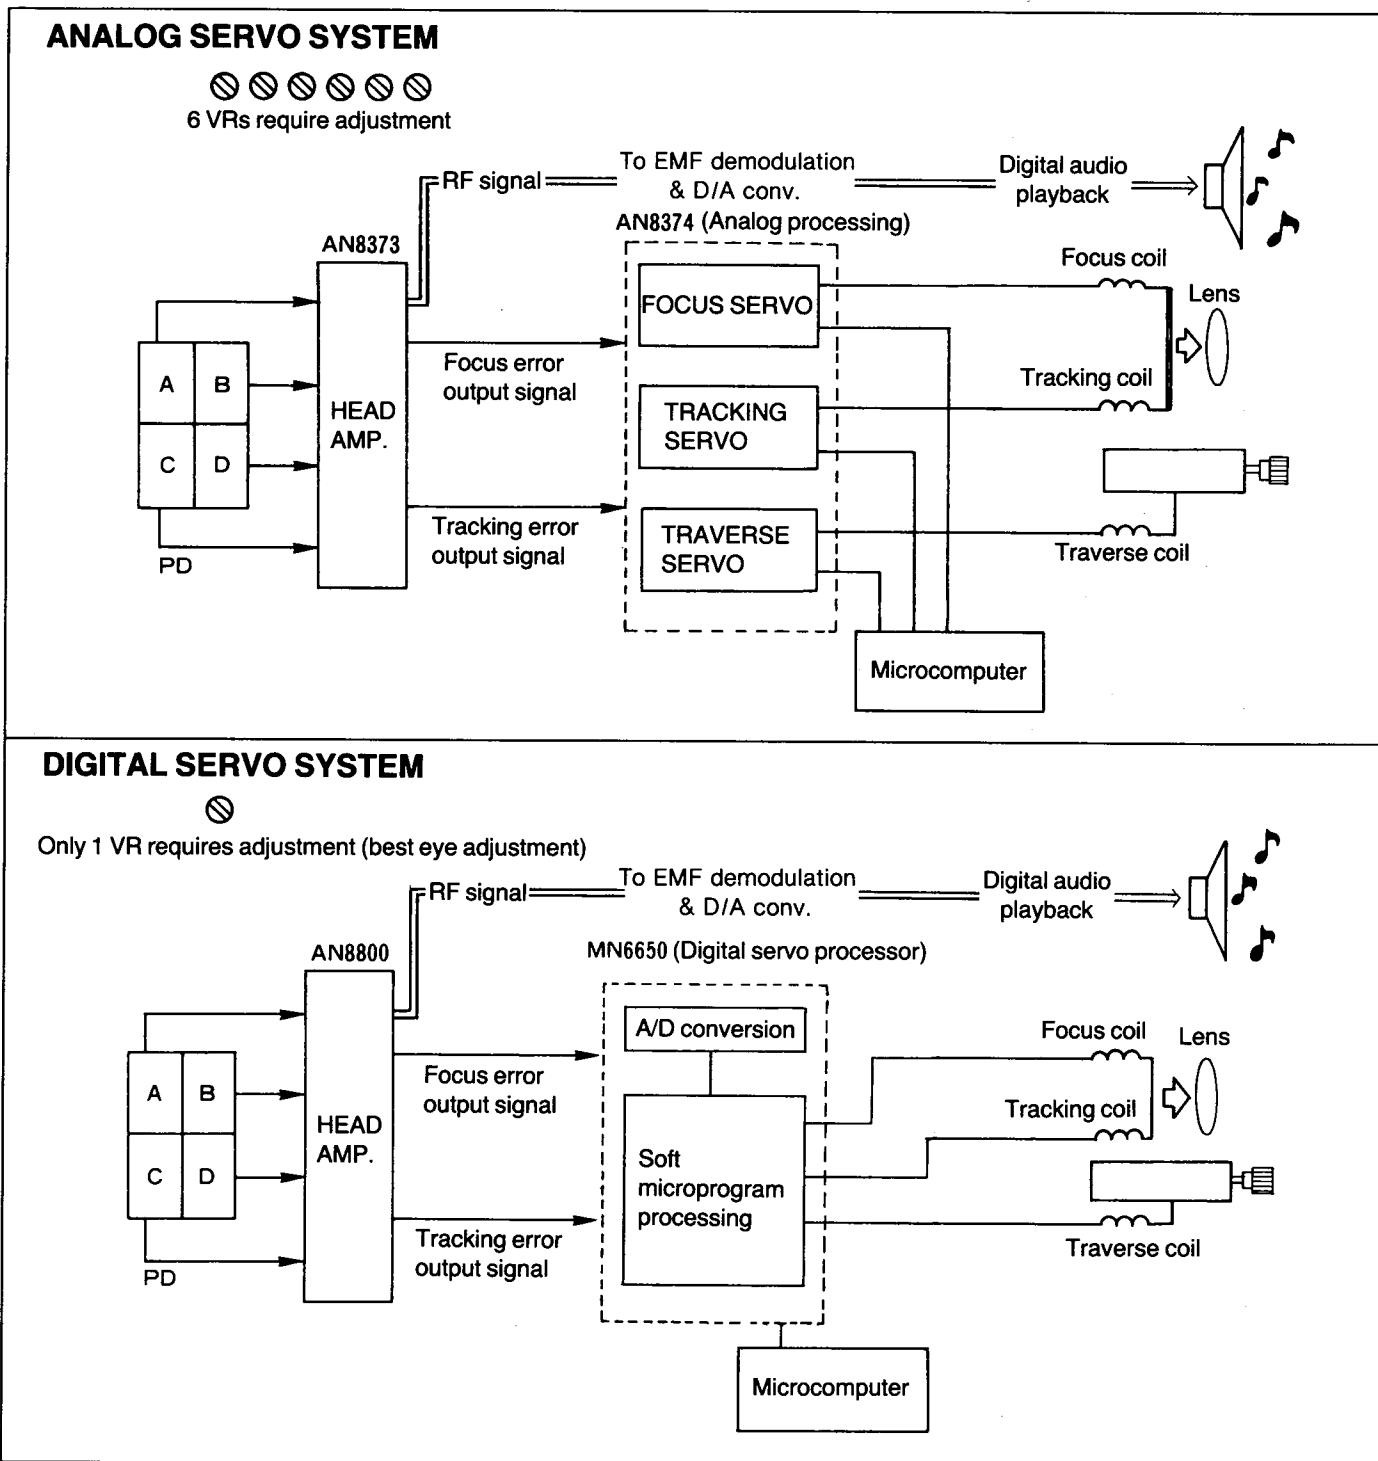 ANALOG SERVO SYSTEM
6 VRs require adjustment
RF signal
To EMF demodulation
& D/A conv.
Digital audio
playback
AN8373
AN8374 (Analog processing)
Focus coil
Lens
FOCUS SERVO
A
B
C
D
HEAD
AMP.
Focus error
output signal
Tracking coil
TRACKING
SERVO
Tracking error
output signal
TRAVERSE
SERVO
Traverse coil
PD
Microcomputer
DIGITAL SERVO SYSTEM
Only 1 VR requires adjustment (best eye adjustment)
RF signal
To EMF demodulation
& D/A conv.
Digital audio
playback
AN8800
MN6650 (Digital servo processor)
A/D conversion
Focus coil
Lens
A
B
C
D
HEAD
AMP.
Focus error
output signal
Tracking coil
Soft
microprogram
processing
Tracking error
output signal
Traverse coil
PD
Microcomputer